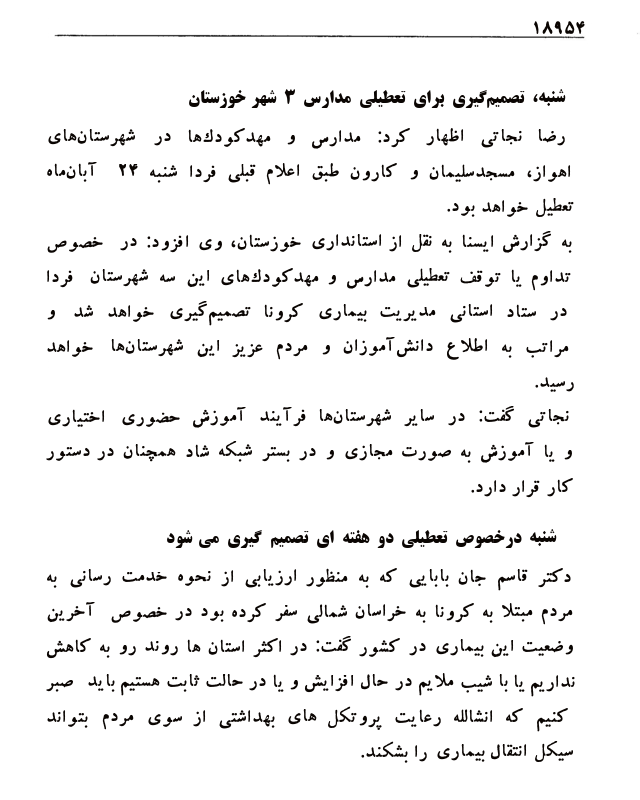 ۱۸۹۵۴
شنبه، تصمیم‌گیری برای تعطیلی مدارس ۳ شهر خوزستان
رضا نجاتی اظهار کرد: مدارس و مهدکودک‌ها در شهرستان‌های
اهواز، مسجدسلیمان و کارون طبق اعلام قبلی فردا شنبه ۲۴ آبان‌ماه
تعطیل خواهد بود.
به گزارش ایسنا به نقل از استانداری خوزستان، وی افزود: در خصوص
تداوم یا توقف تعطیلی مدارس و مهدکودک‌های این سه شهرستان فردا
در ستاد استانی مدیریت بیماری کرونا تصمیم‌گیری خواهد شد و
مراتب به اطلاع دانش‌آموزان و مردم عزیز این شهرستان‌ها خواهد
رسید.
نجاتی گفت: در سایر شهرستان‌ها فرآیند آموزش حضوری اختیاری
و یا آموزش به صورت مجازی و در بستر شبکه شاد همچنان در دستور
کار قرار دارد.
شنبه درخصوص تعطیلی دو هفته ای تصمیم گیری می شود
دکتر قاسم جان بابایی که به منظور ارزیابی از نحوه خدمت رسانی به
مردم مبتلا به کرونا به خراسان شمالی سفر کرده بود در خصوص آخرین
وضعیت این بیماری در کشور گفت: در اکثر استان ها روند رو به کاهش
نداریم یا با شیب ملایم در حال افزایش و یا در حالت ثابت هستیم باید صبر
کنیم که انشالله رعایت پروتکل های بهداشتی از سوی مردم بتواند
سیکل انتقال بیماری را بشکند.